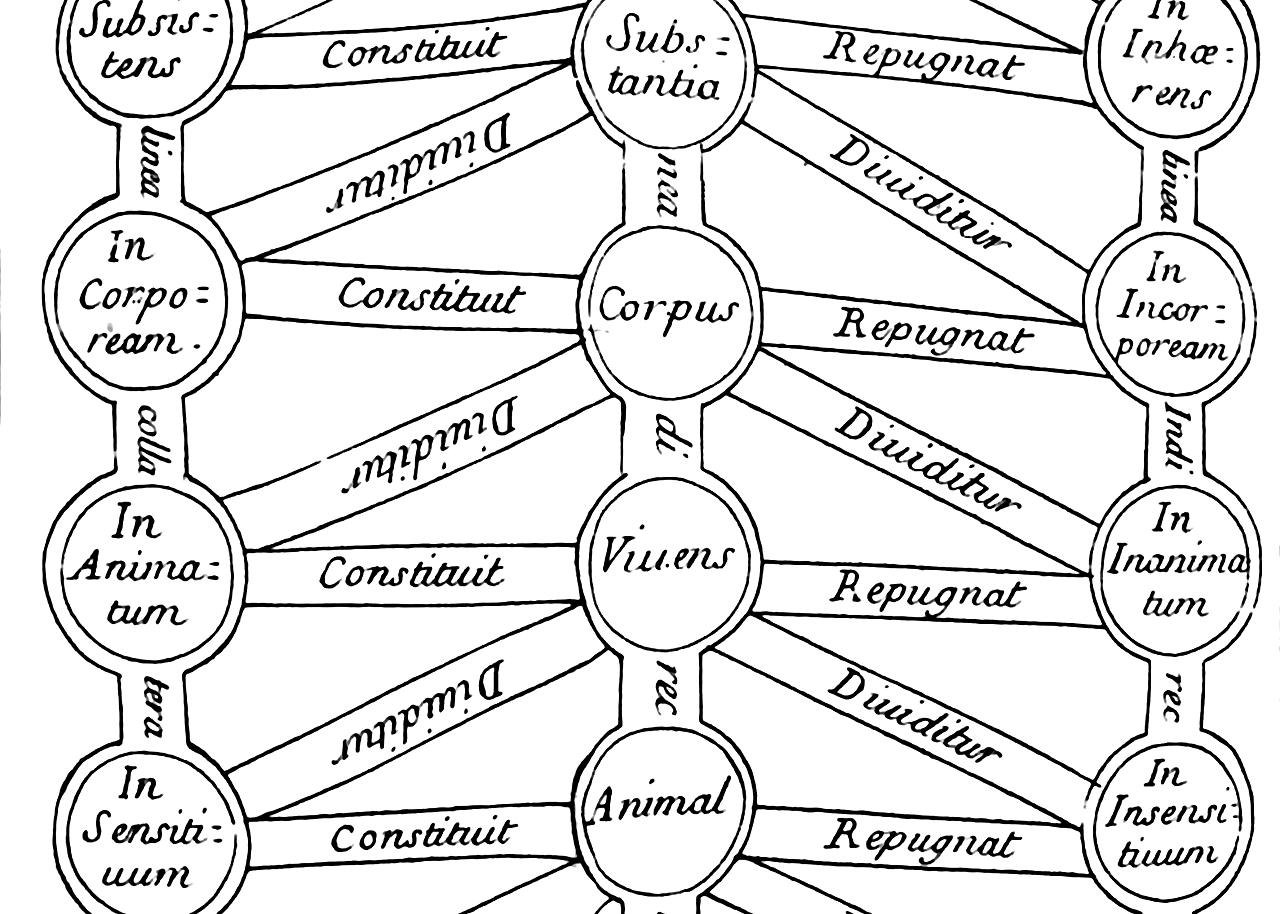 Subsis=
tens
Constituit
Subs=
tantia
Repugnat
In
Inhæ=
rens
linea
Diuiditur
nea
Diuiditur
linea
In
Corpo=
ream.
Constituit
Corpus
Repugnat
In
Incor=
poream
colla
Diuiditur
di
Diuiditur
Indi
In
Anima=
tum
Constituit
Viuens
Repugnat
In
Inanima
tum
tera
Diuiditur
rec
Diuiditur
rec
In
Sensiti=
uum
Constituit
Animal
Repugnat
In
Insensi=
tiuum